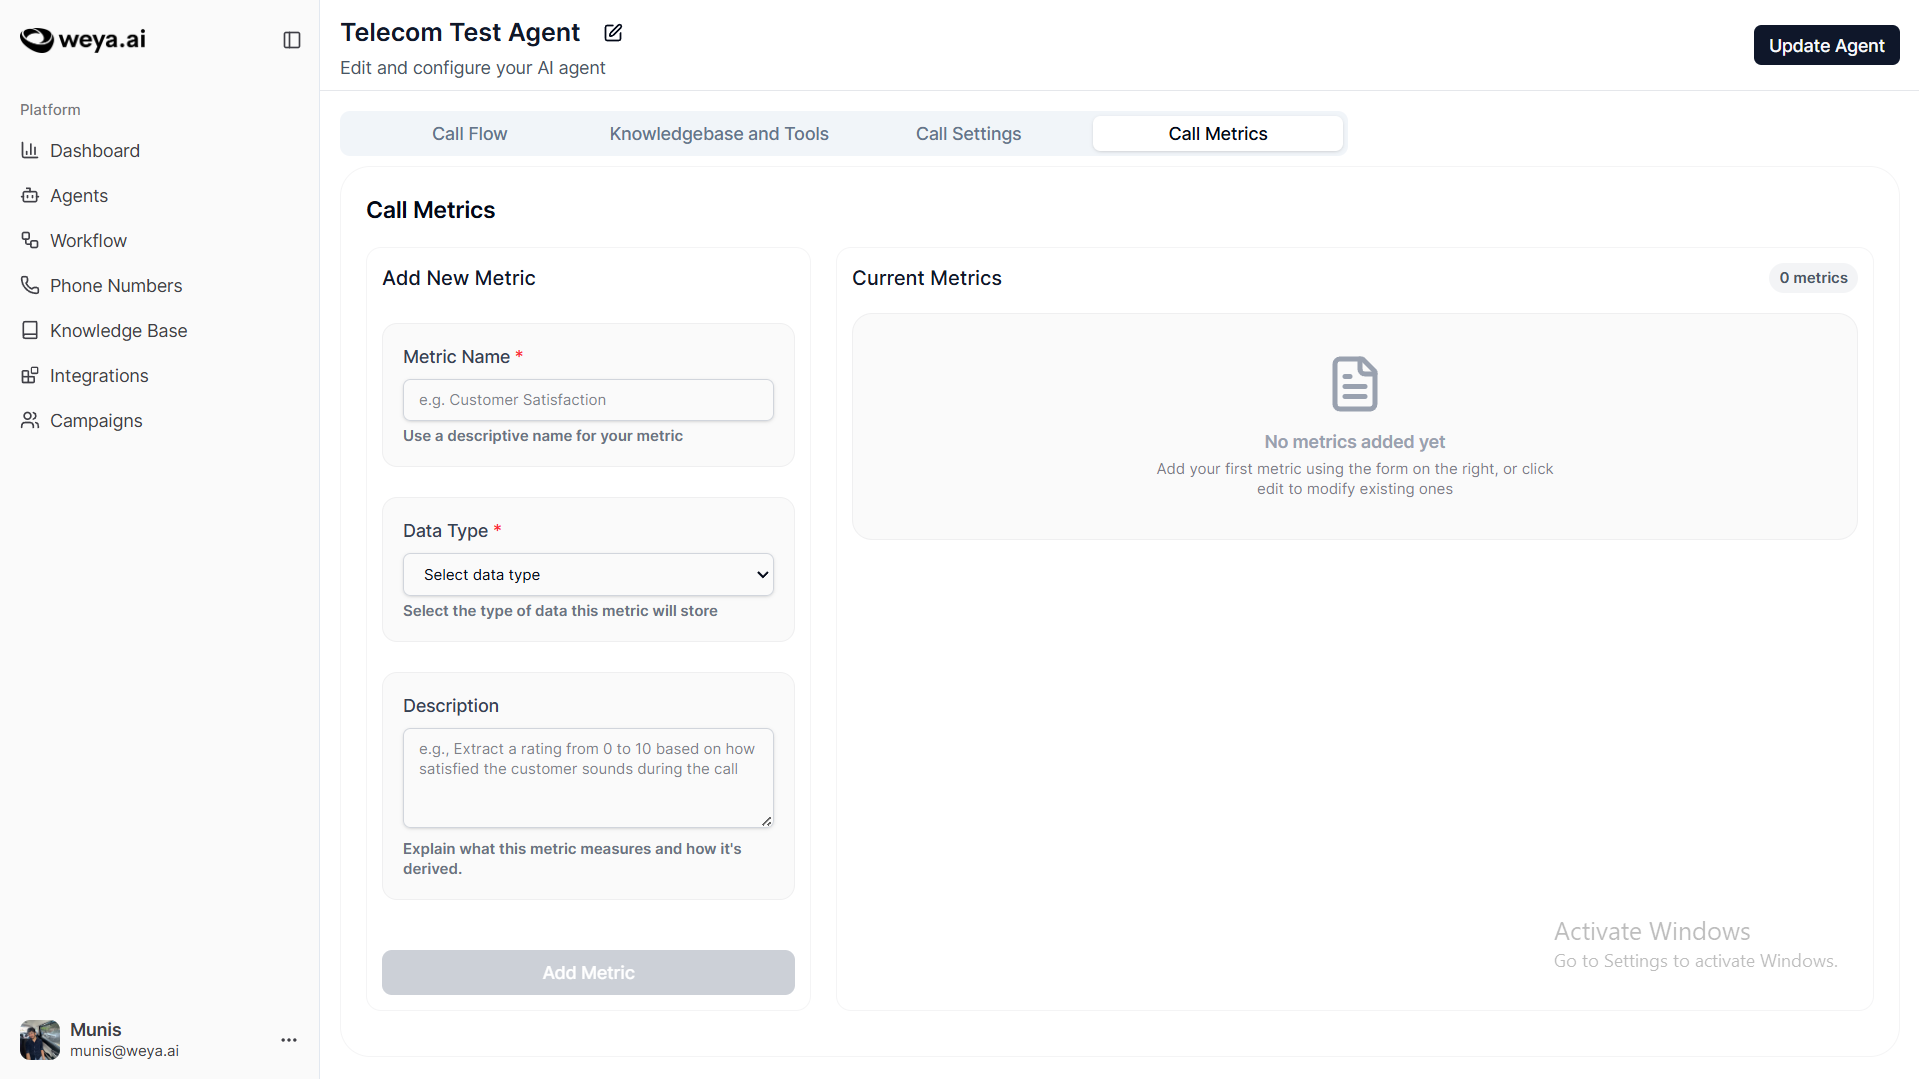 weya.ai
Platform
Dashboard
Agents
Workflow
Phone Numbers
Knowledge Base
Integrations
Campaigns
Munis
munis@weya.ai
Telecom Test Agent
Edit and configure your AI agent
Update Agent
Call Flow
Knowledgebase and Tools
Call Settings
Call Metrics
Call Metrics
Add New Metric
Metric Name *
e.g. Customer Satisfaction
Use a descriptive name for your metric
Data Type *
Select data type
Select the type of data this metric will store
Description
e.g., Extract a rating from 0 to 10 based on how
satisfied the customer sounds during the call
Explain what this metric measures and how it's
derived.
Add Metric
Current Metrics
0 metrics
No metrics added yet
Add your first metric using the form on the right, or click
edit to modify existing ones
Activate Windows
Go to Settings to activate Windows.